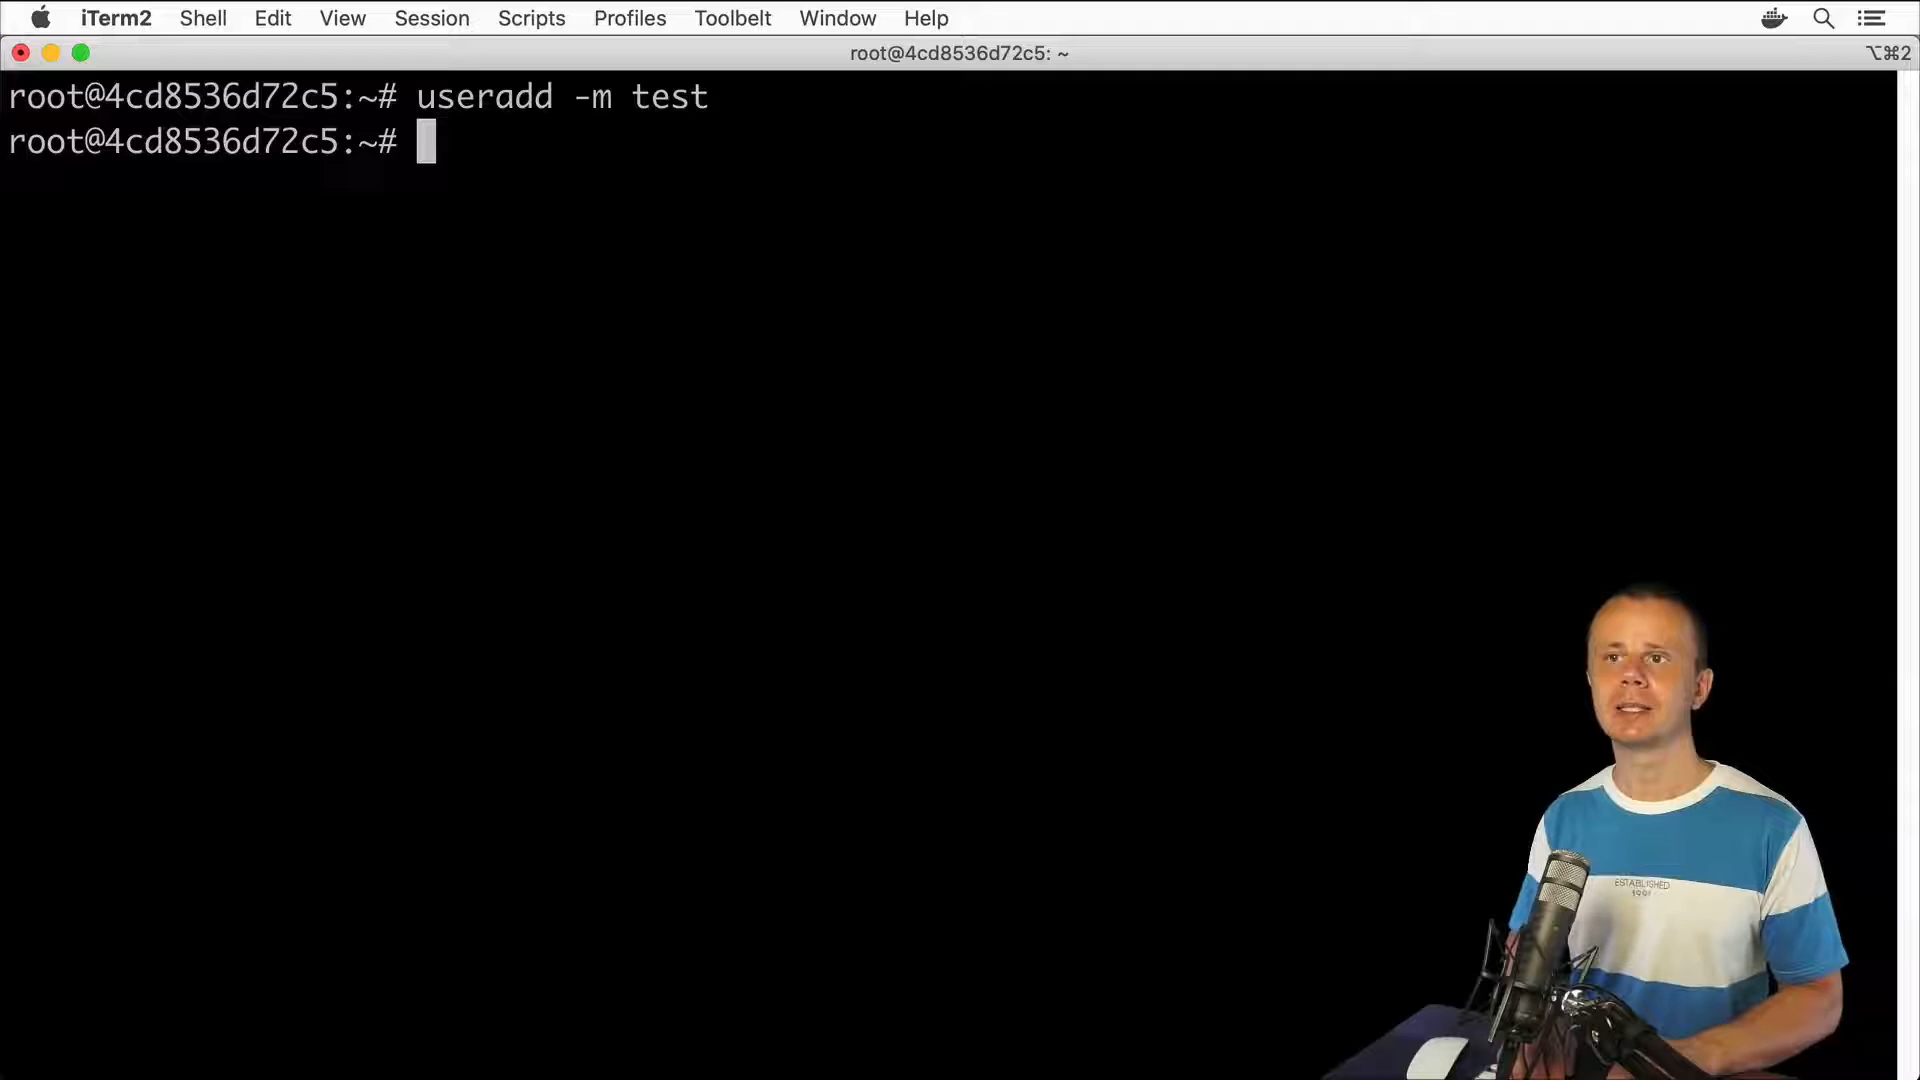 iTerm2 Shell Edit View Session Scripts Profiles Toolbelt Window Help
root@4cd8536d72c5: ~ ⌥⌘2
root@4cd8536d72c5:~# useradd -m test
root@4cd8536d72c5:~#
ESTABLISHED
1991